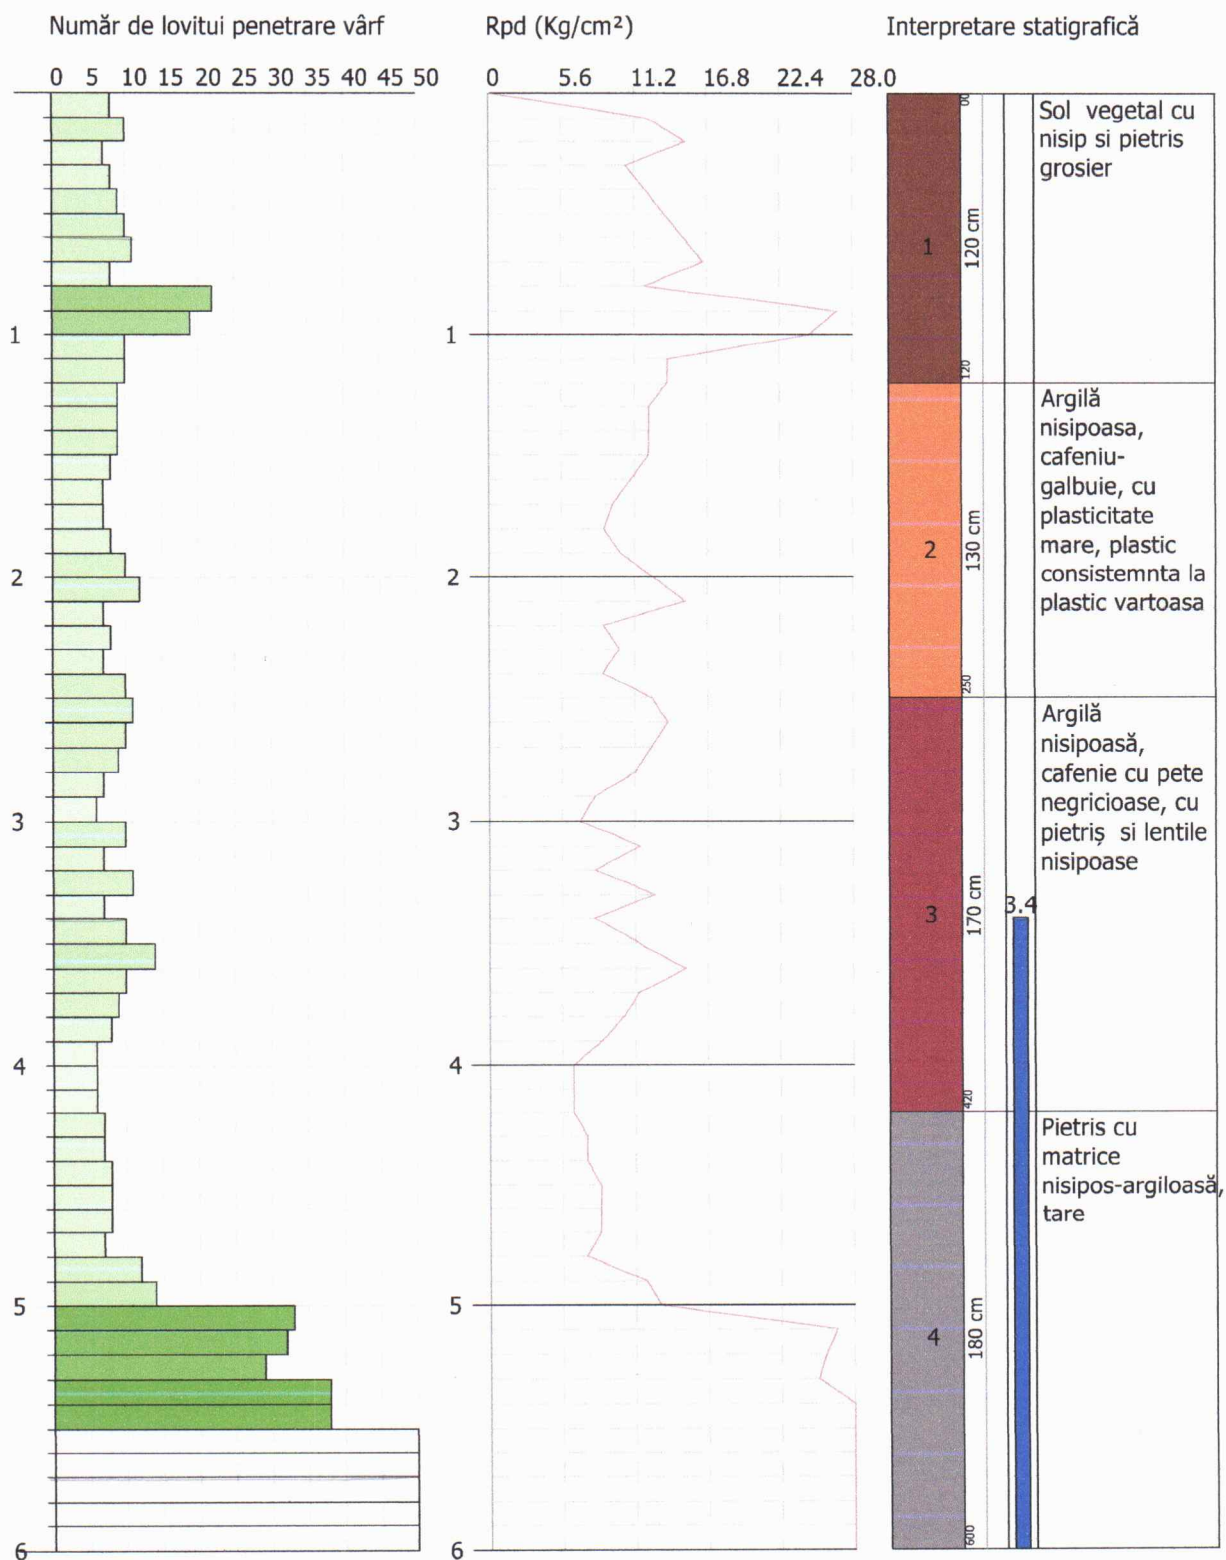 Număr de lovitui penetrare vârf
Rpd (Kg/cm²)
Interpretare statigrafică
0 5 10 15 20 25 30 35 40 45 50
0 5.6 11.2 16.8 22.4 28.0
1
2
3
4
5
6
1
2
3
4
5
6
1
120 cm
120
2
130 cm
250
3
170 cm
420
4
180 cm
600
3.4
Sol vegetal cu
nisip si pietris
grosier
Argilă
nisipoasa,
cafeniu-
galbuie, cu
plasticitate
mare, plastic
consistemnta la
plastic vartoasa
Argilă
nisipoasă,
cafenie cu pete
negricioase, cu
pietriș si lentile
nisipoase
Pietris cu
matrice
nisipos-argiloasă,
tare